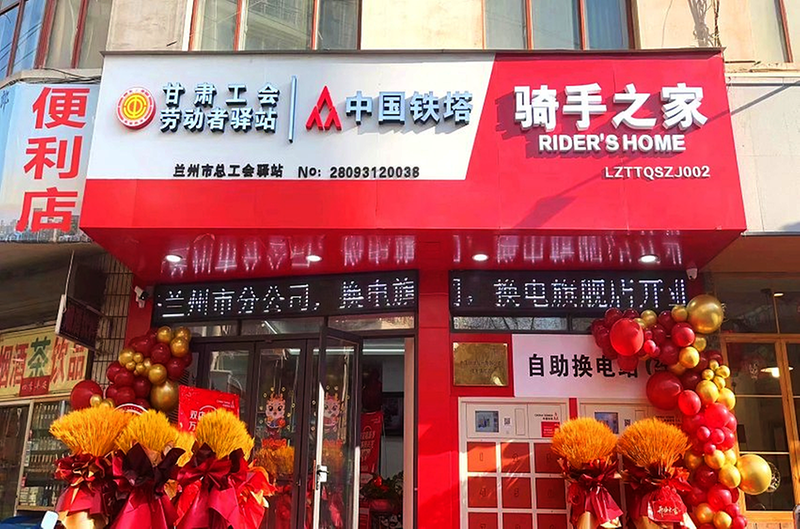 便利店
甘肃工会
劳动者驿站
中国铁塔
骑手之家
RIDER'S HOME
兰州市总工会驿站 No: 28093120038
LZTTQSZJ002
兰州市分公司，换电旗
，换电旗舰店开业
自助换电站
烟酒茶饮品